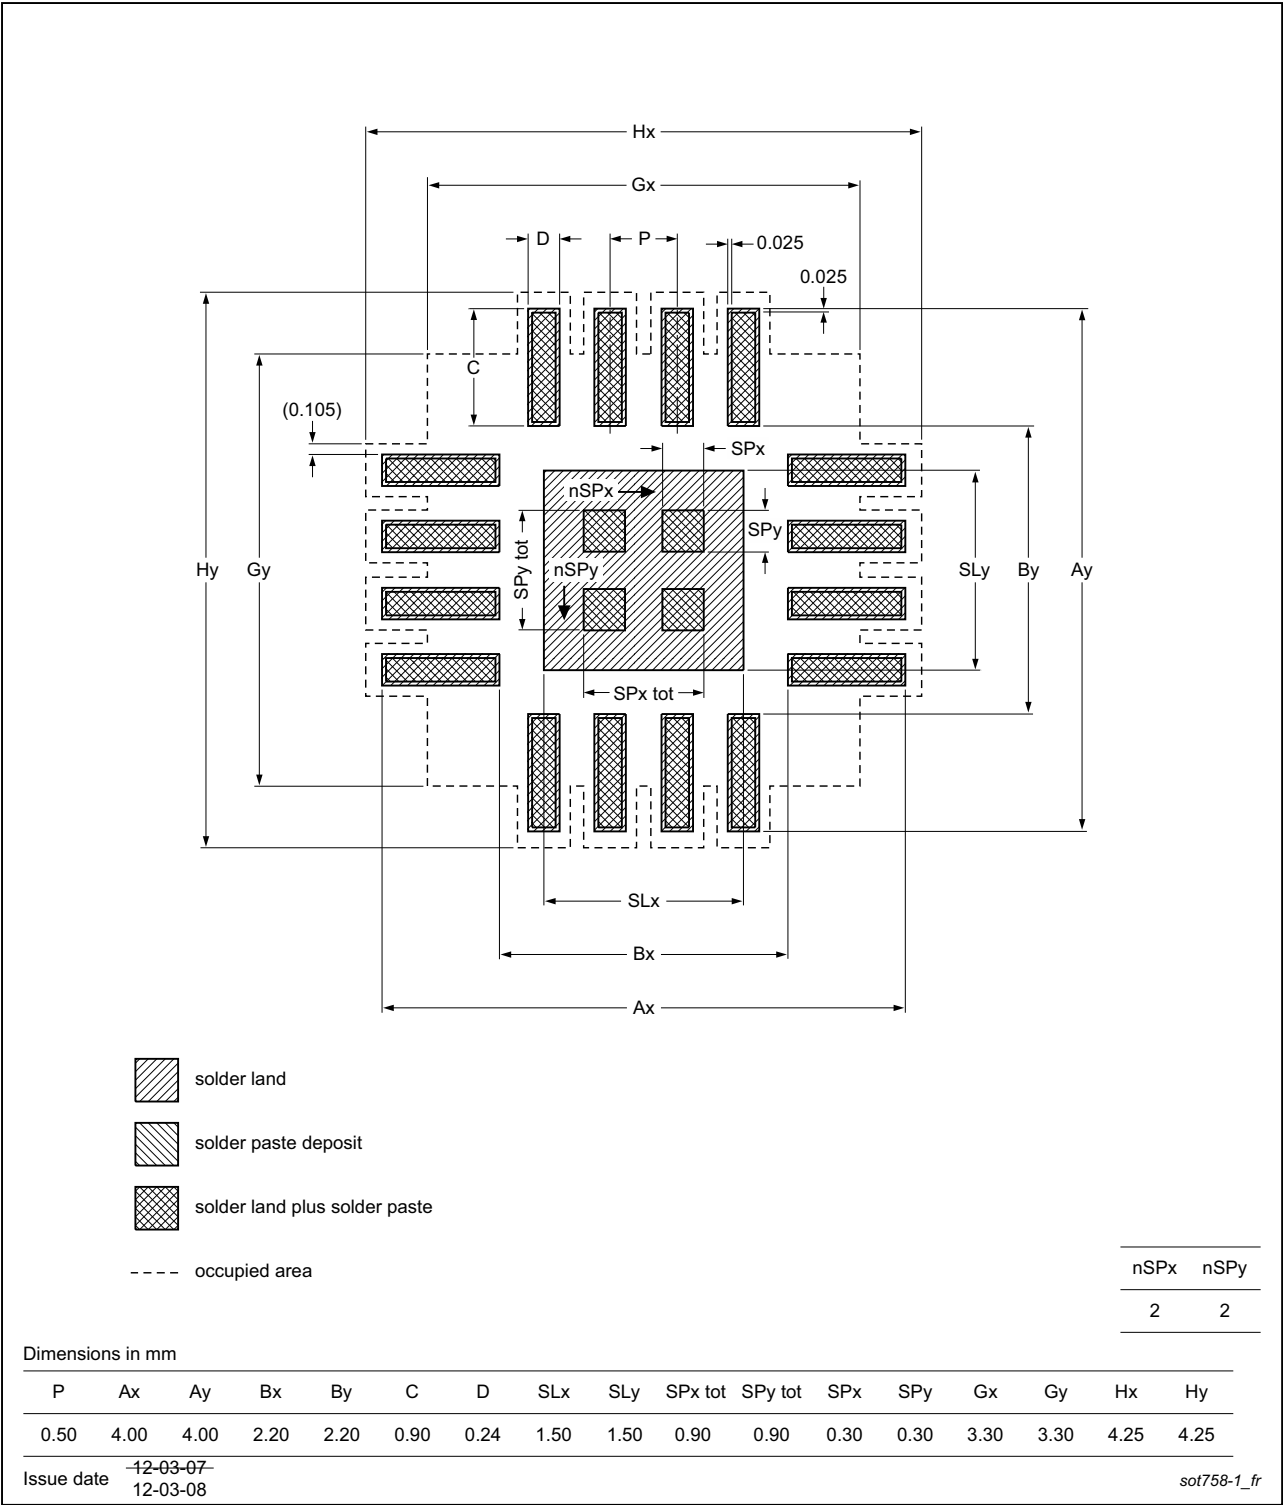 Hx
Gx
D
P
0.025
0.025
C
(0.105)
SPx
nSPx
SPy
SPy tot
nSPy
Hy
Gy
SLy
By
Ay
SPx tot
SLx
Bx
Ax
solder land
solder paste deposit
solder land plus solder paste
occupied area
nSPx nSPy
2 2
Dimensions in mm
P Ax Ay Bx By C D SLx SLy SPx tot SPy tot SPx SPy Gx Gy Hx Hy
0.50 4.00 4.00 2.20 2.20 0.90 0.24 1.50 1.50 0.90 0.90 0.30 0.30 3.30 3.30 4.25 4.25
Issue date 12-03-07
12-03-08
sot758-1_fr